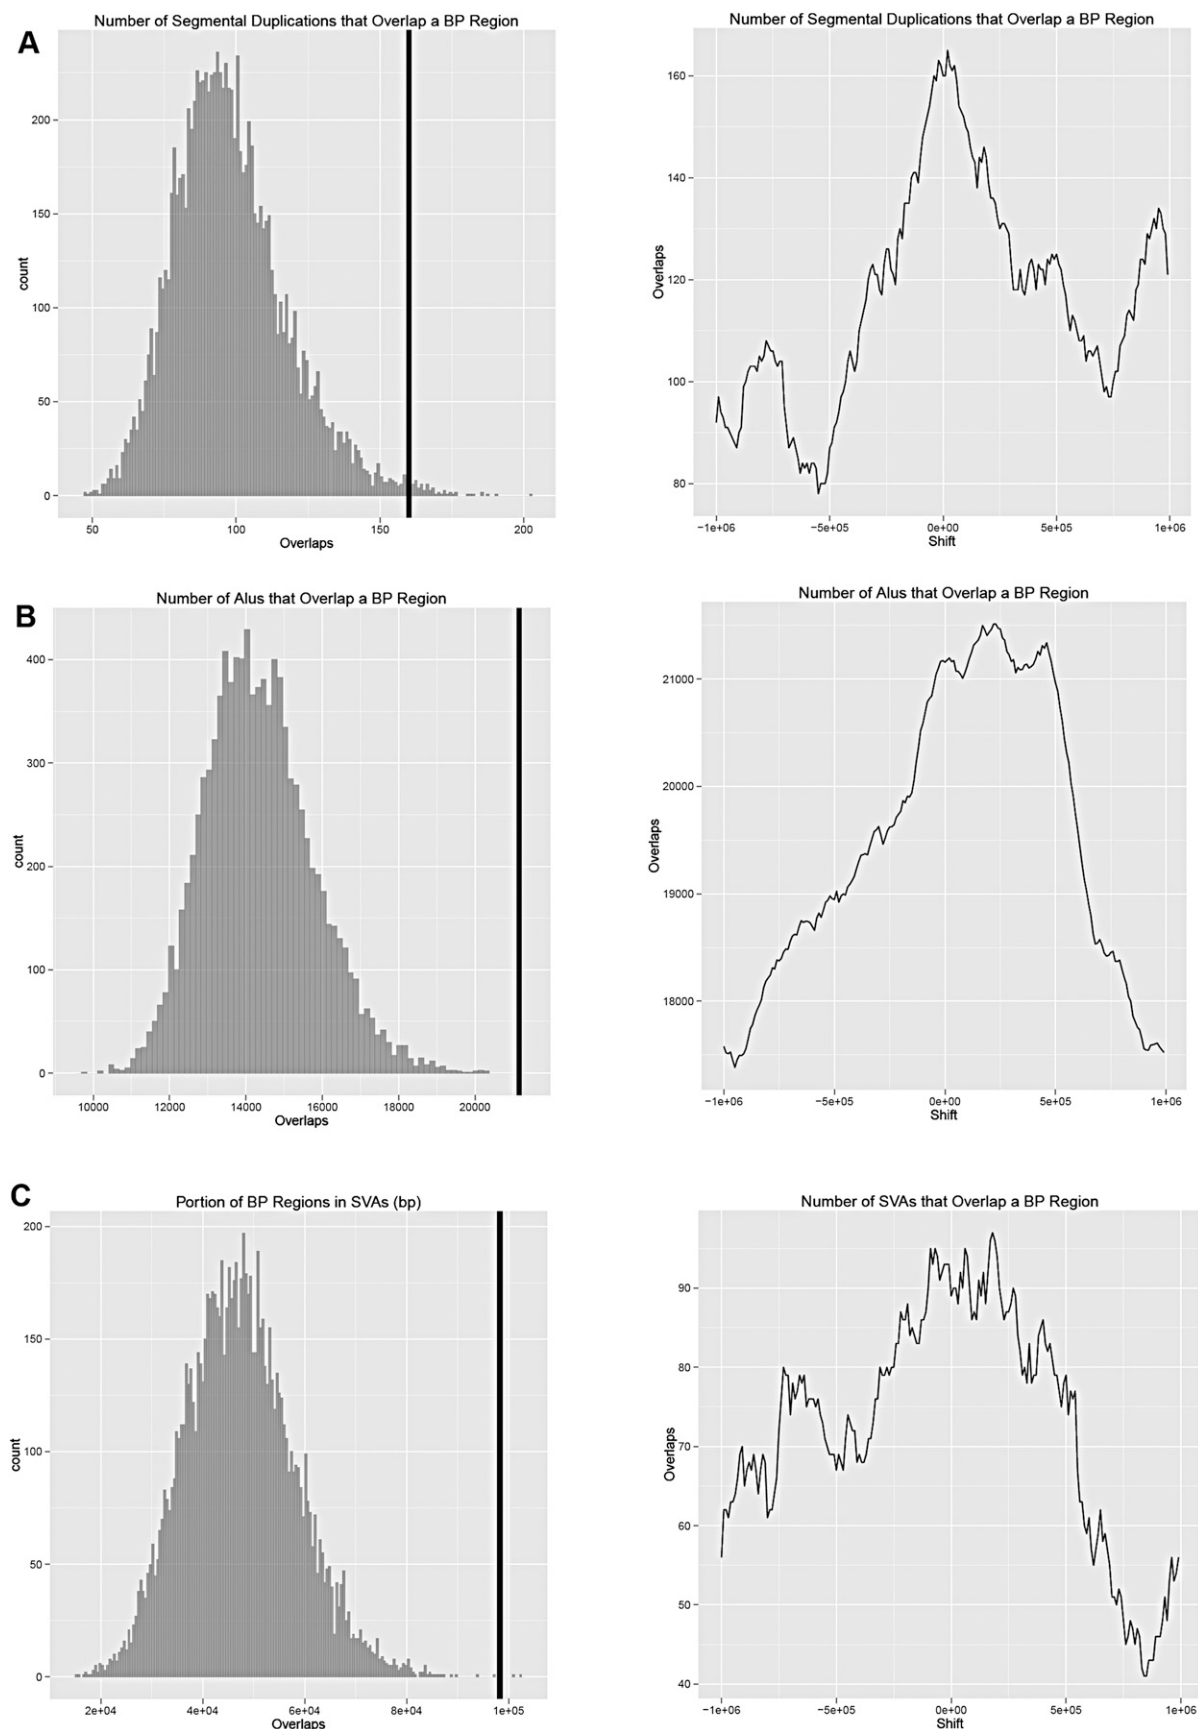 A
Number of Segmental Duplications that Overlap a BP Region
count
200
150
100
50
0
50 100 150 200
Overlaps
Number of Segmental Duplications that Overlap a BP Region
Overlaps
160
140
120
100
80
−1e+06 −5e+05 0e+00 5e+05 1e+06
Shift
B
Number of Alus that Overlap a BP Region
count
400
300
200
100
0
10000 12000 14000 16000 18000 20000
Overlaps
Number of Alus that Overlap a BP Region
Overlaps
21000
20000
19000
18000
−1e+06 −5e+05 0e+00 5e+05 1e+06
Shift
C
Portion of BP Regions in SVAs (bp)
count
200
150
100
50
0
2e+04 4e+04 6e+04 8e+04 1e+05
Overlaps
Number of SVAs that Overlap a BP Region
Overlaps
90
80
70
60
50
40
−1e+06 −5e+05 0e+00 5e+05 1e+06
Shift